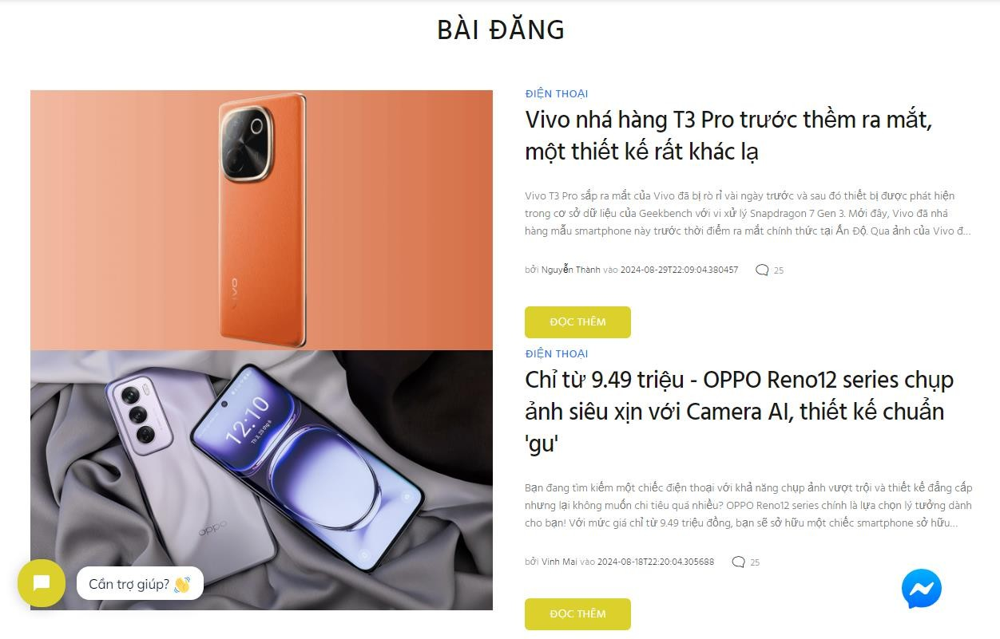 BÀI ĐĂNG
ĐIỆN THOẠI
Vivo nhá hàng T3 Pro trước thềm ra mắt,
một thiết kế rất khác lạ
Vivo T3 Pro sắp ra mắt của Vivo đã bị rò rỉ vài ngày trước và sau đó thiết bị được phát hiện
trong cơ sở dữ liệu của Geekbench với vi xử lý Snapdragon 7 Gen 3. Mới đây, Vivo đã nhá
hàng mẫu smartphone này trước thời điểm ra mắt chính thức tại Ấn Độ. Qua ảnh của Vivo đ...
bởi Nguyễn Thành vào 2024-08-29T22:09:04.380457 25
ĐỌC THÊM
vivo
ĐIỆN THOẠI
Chỉ từ 9.49 triệu - OPPO Reno12 series chụp
ảnh siêu xịn với Camera AI, thiết kế chuẩn
'gu'
Bạn đang tìm kiếm một chiếc điện thoại với khả năng chụp ảnh vượt trội và thiết kế đẳng cấp
nhưng lại không muốn chi tiêu quá nhiều? OPPO Reno12 series chính là lựa chọn lý tưởng dành
cho bạn! Với mức giá chỉ từ 9.49 triệu đồng, bạn sẽ sở hữu một chiếc smartphone sở hữu...
bởi Vinh Mai vào 2024-08-18T22:20:04.305688 25
ĐỌC THÊM
12:10
oppo
Cần trợ giúp? 👋